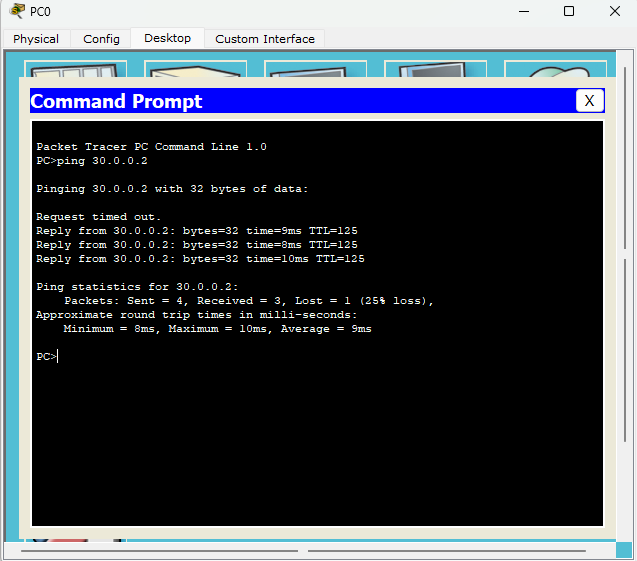 PC0
Physical Config Desktop Custom Interface
Command Prompt X
Packet Tracer PC Command Line 1.0
PC>ping 30.0.0.2
Pinging 30.0.0.2 with 32 bytes of data:
Request timed out.
Reply from 30.0.0.2: bytes=32 time=9ms TTL=125
Reply from 30.0.0.2: bytes=32 time=8ms TTL=125
Reply from 30.0.0.2: bytes=32 time=10ms TTL=125
Ping statistics for 30.0.0.2:
Packets: Sent = 4, Received = 3, Lost = 1 (25% loss),
Approximate round trip times in milli-seconds:
Minimum = 8ms, Maximum = 10ms, Average = 9ms
PC>